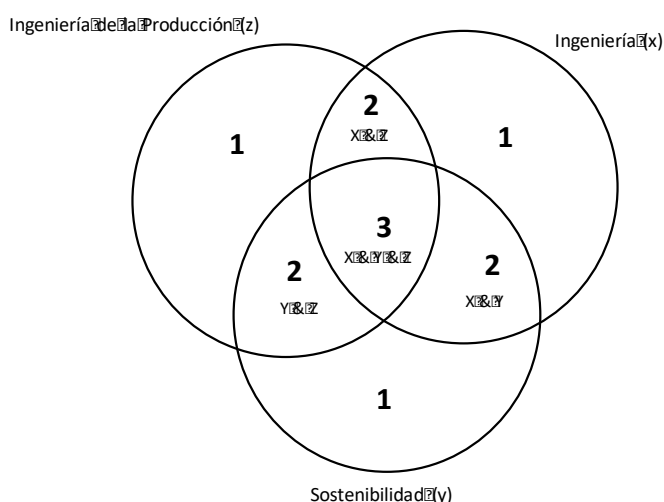 Ingeniería de la Producción (z)
Ingeniería (x)
2
X & Z
1
1
3
X & Y & Z
2
Y & Z
2
X & Y
1
Sostenibilidad (y)